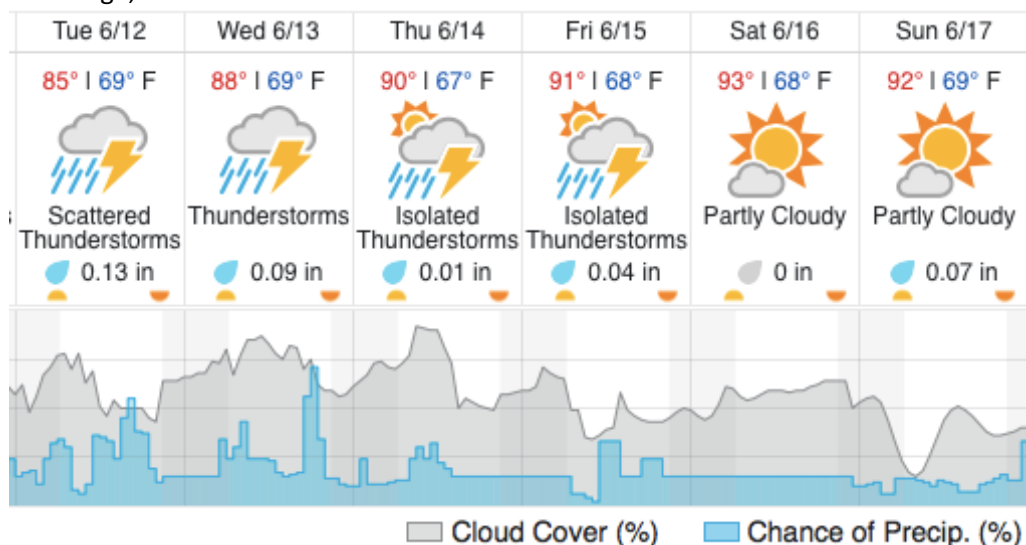 Tue 6/12 Wed 6/13 Thu 6/14 Fri 6/15 Sat 6/16 Sun 6/17
85° | 69° F 88° | 69° F 90° | 67° F 91° | 68° F 93° | 68° F 92° | 69° F
Scattered Thunderstorms Isolated Isolated Partly Cloudy Partly Cloudy
Thunderstorms Thunderstorms Thunderstorms
0.13 in 0.09 in 0.01 in 0.04 in 0 in 0.07 in
Cloud Cover (%) Chance of Precip. (%)